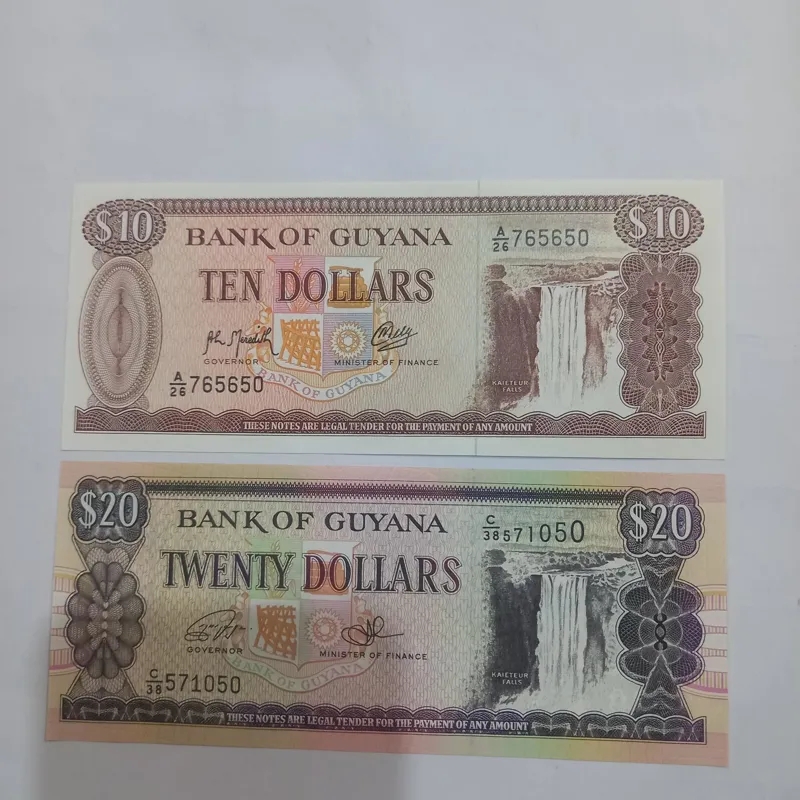 $10
BANK OF GUYANA
A/26 765650
$10
TEN DOLLARS
GOVERNOR
MINISTER OF FINANCE
A/26 765650
BANK OF GUYANA
KAIETEUR
FALLS
THESE NOTES ARE LEGAL TENDER FOR THE PAYMENT OF ANY AMOUNT
$20
BANK OF GUYANA
C/38 571050
$20
TWENTY DOLLARS
GOVERNOR
MINISTER OF FINANCE
C/38 571050
BANK OF GUYANA
KAIETEUR
FALLS
THESE NOTES ARE LEGAL TENDER FOR THE PAYMENT OF ANY AMOUNT